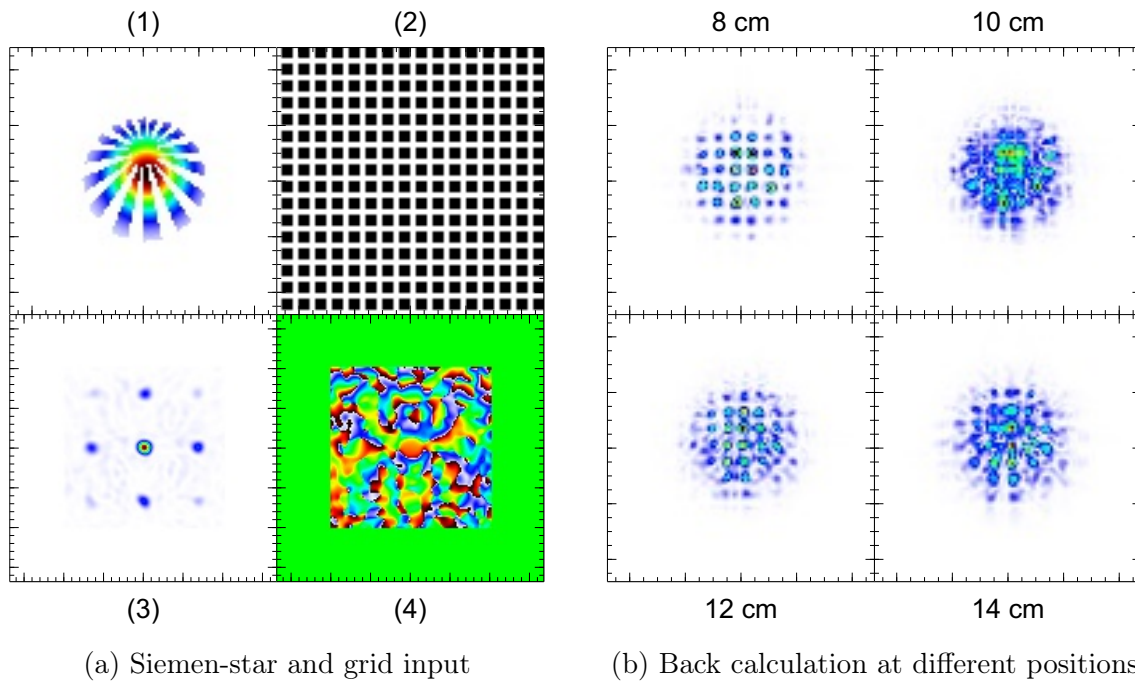 (1) (2) 8 cm 10 cm
(3) (4) 12 cm 14 cm
(a) Siemen-star and grid input (b) Back calculation at different positions